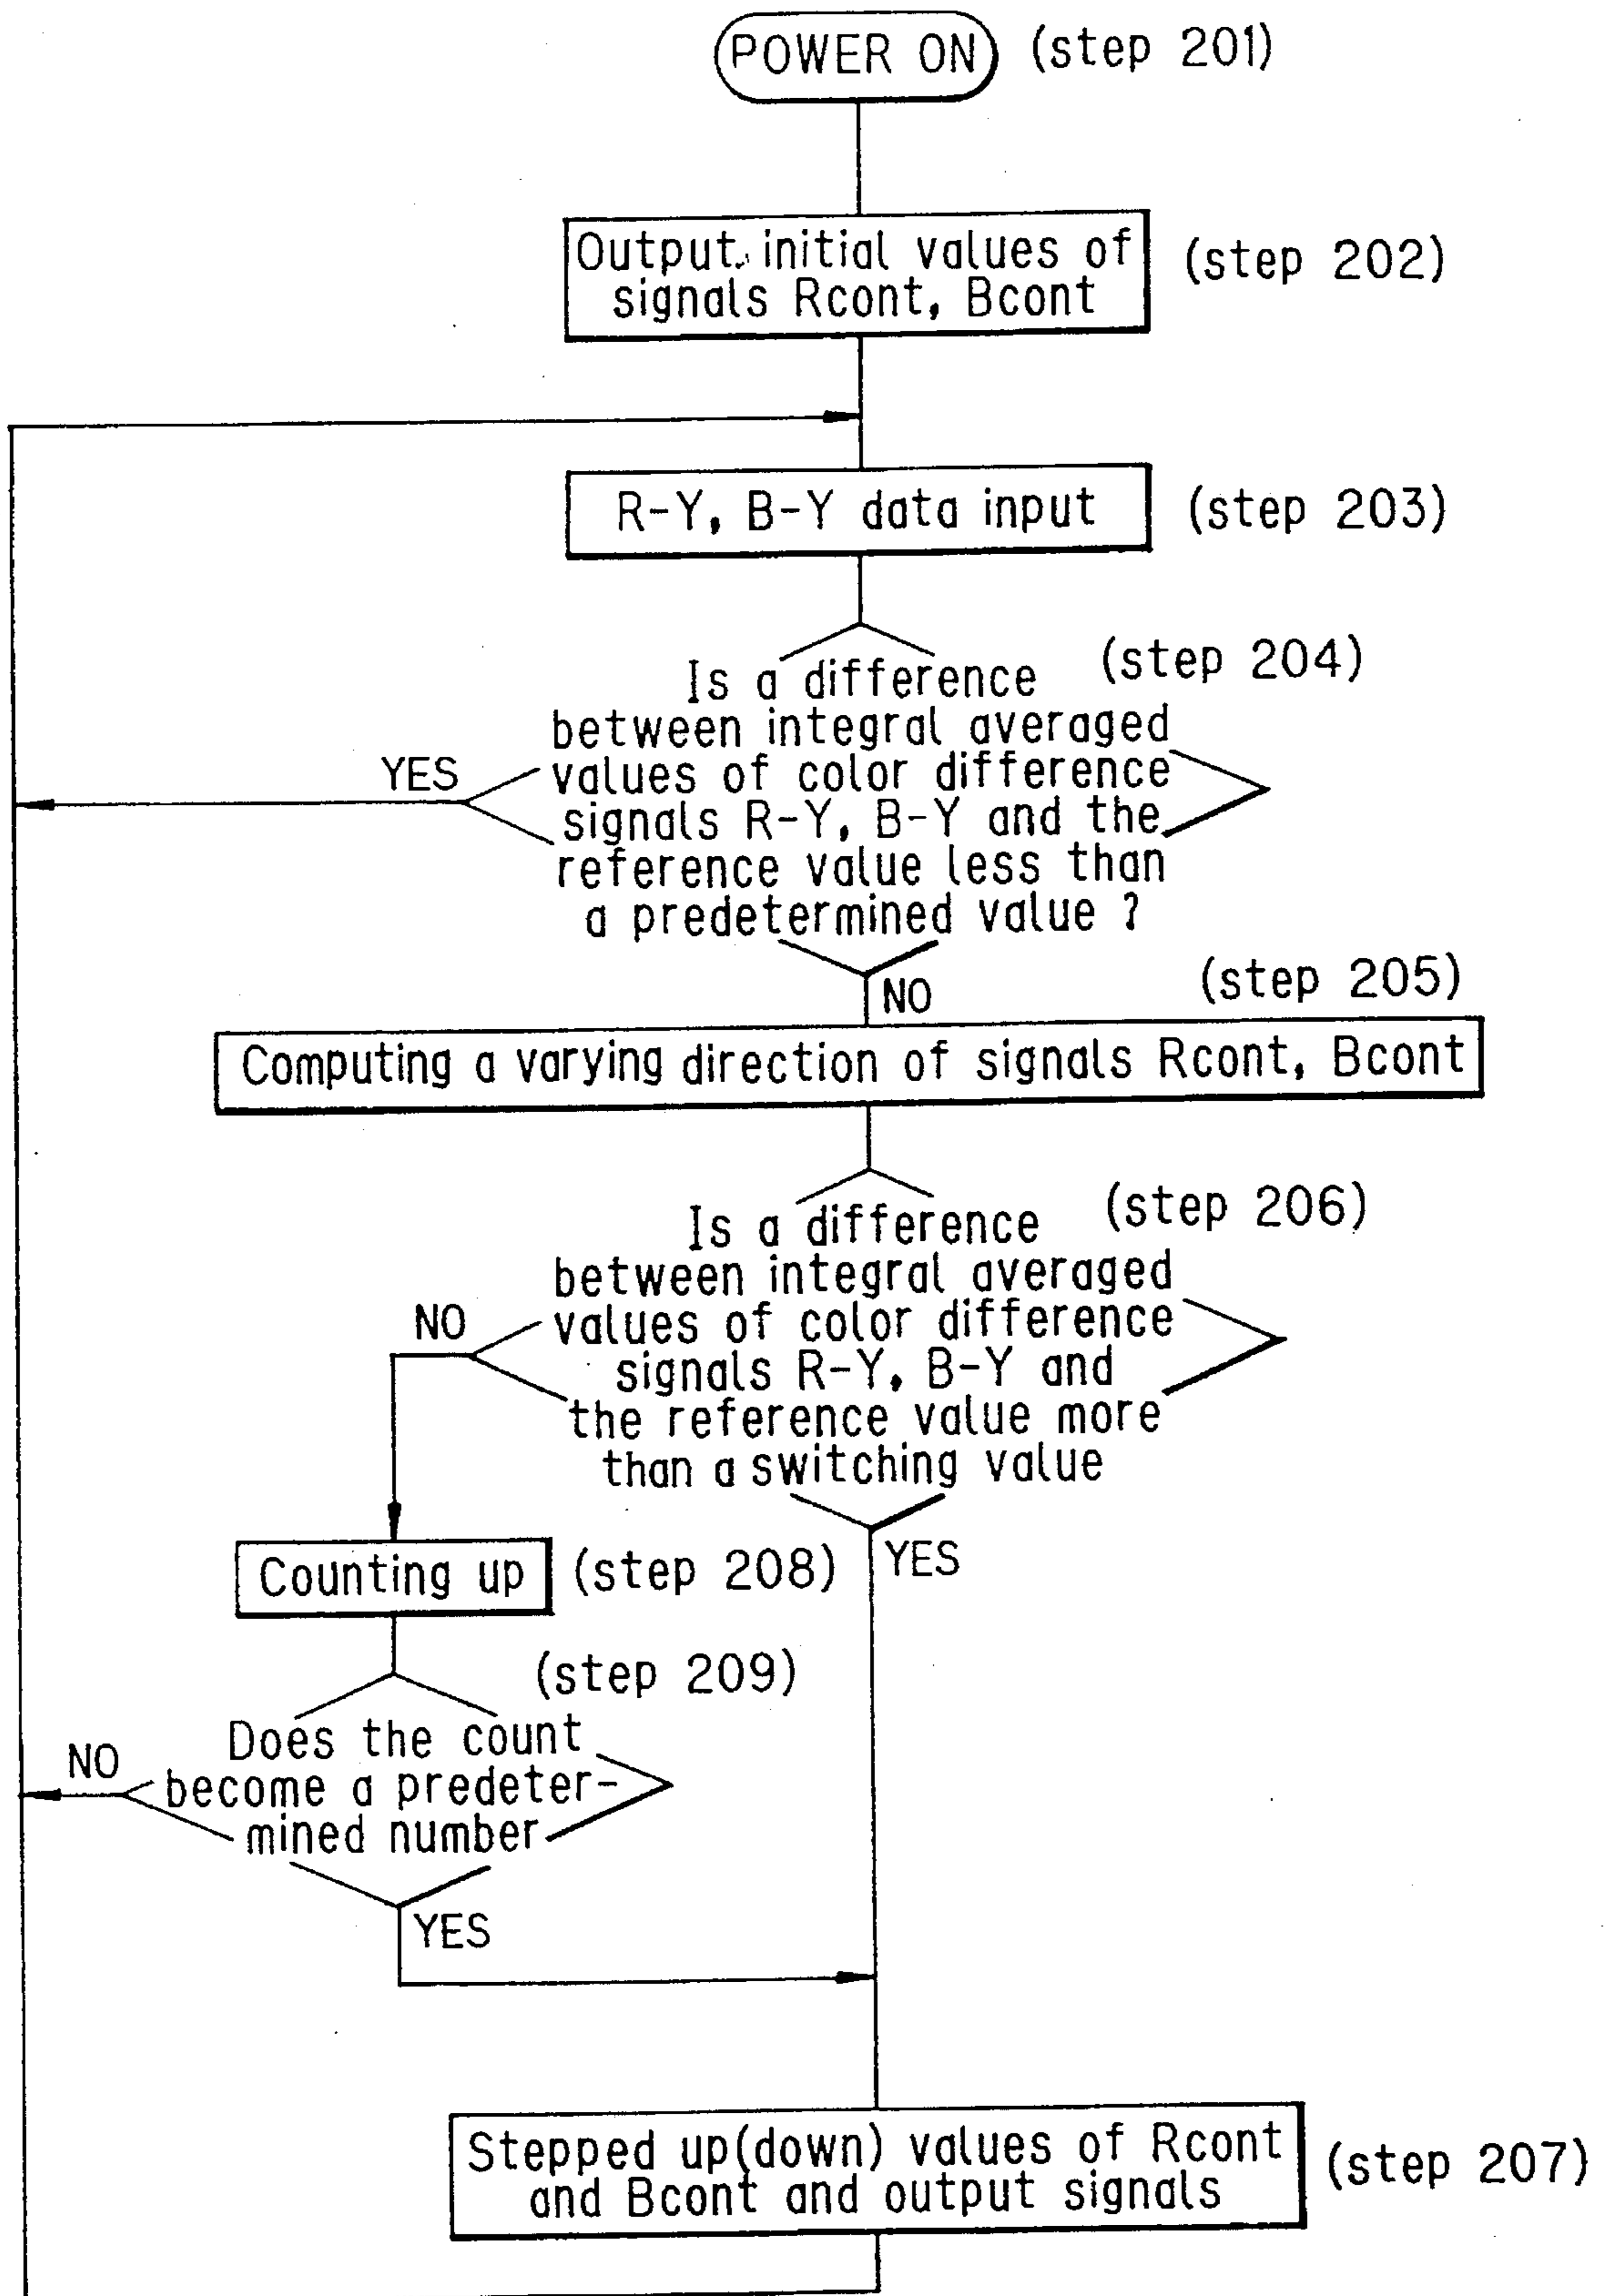 POWER ON (step 201)
Output initial values of
signals Rcont, Bcont
(step 202)
R-Y, B-Y data input (step 203)
(step 204)
Is a difference
between integral averaged
values of color difference
signals R-Y, B-Y and the
reference value less than
a predetermined value ?
YES
NO
(step 205)
Computing a varying direction of signals Rcont, Bcont
(step 206)
Is a difference
between integral averaged
values of color difference
signals R-Y, B-Y and
the reference value more
than a switching value
NO
YES
Counting up (step 208)
(step 209)
Does the count
become a predeter-
mined number
NO
YES
Stepped up(down) values of Rcont
and Bcont and output signals
(step 207)